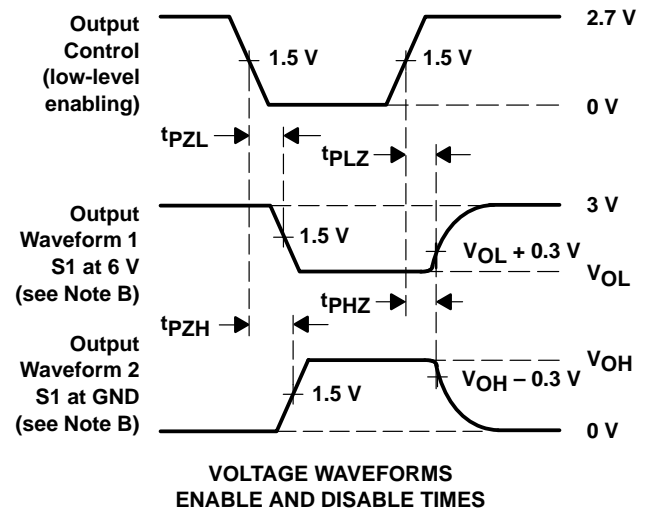 Output
Control
(low-level
enabling)
1.5 V
1.5 V
2.7 V
0 V
tPZL
tPLZ
Output
Waveform 1
S1 at 6 V
(see Note B)
1.5 V
3 V
VOL + 0.3 V
VOL
tPZH
tPHZ
Output
Waveform 2
S1 at GND
(see Note B)
1.5 V
VOH
VOH – 0.3 V
0 V
VOLTAGE WAVEFORMS
ENABLE AND DISABLE TIMES